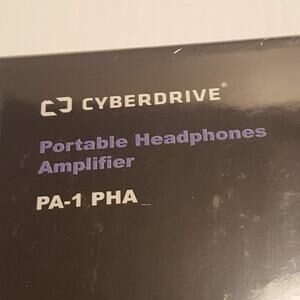 CYBERDRIVE®
Portable Headphones
Amplifier
PA-1 PHA